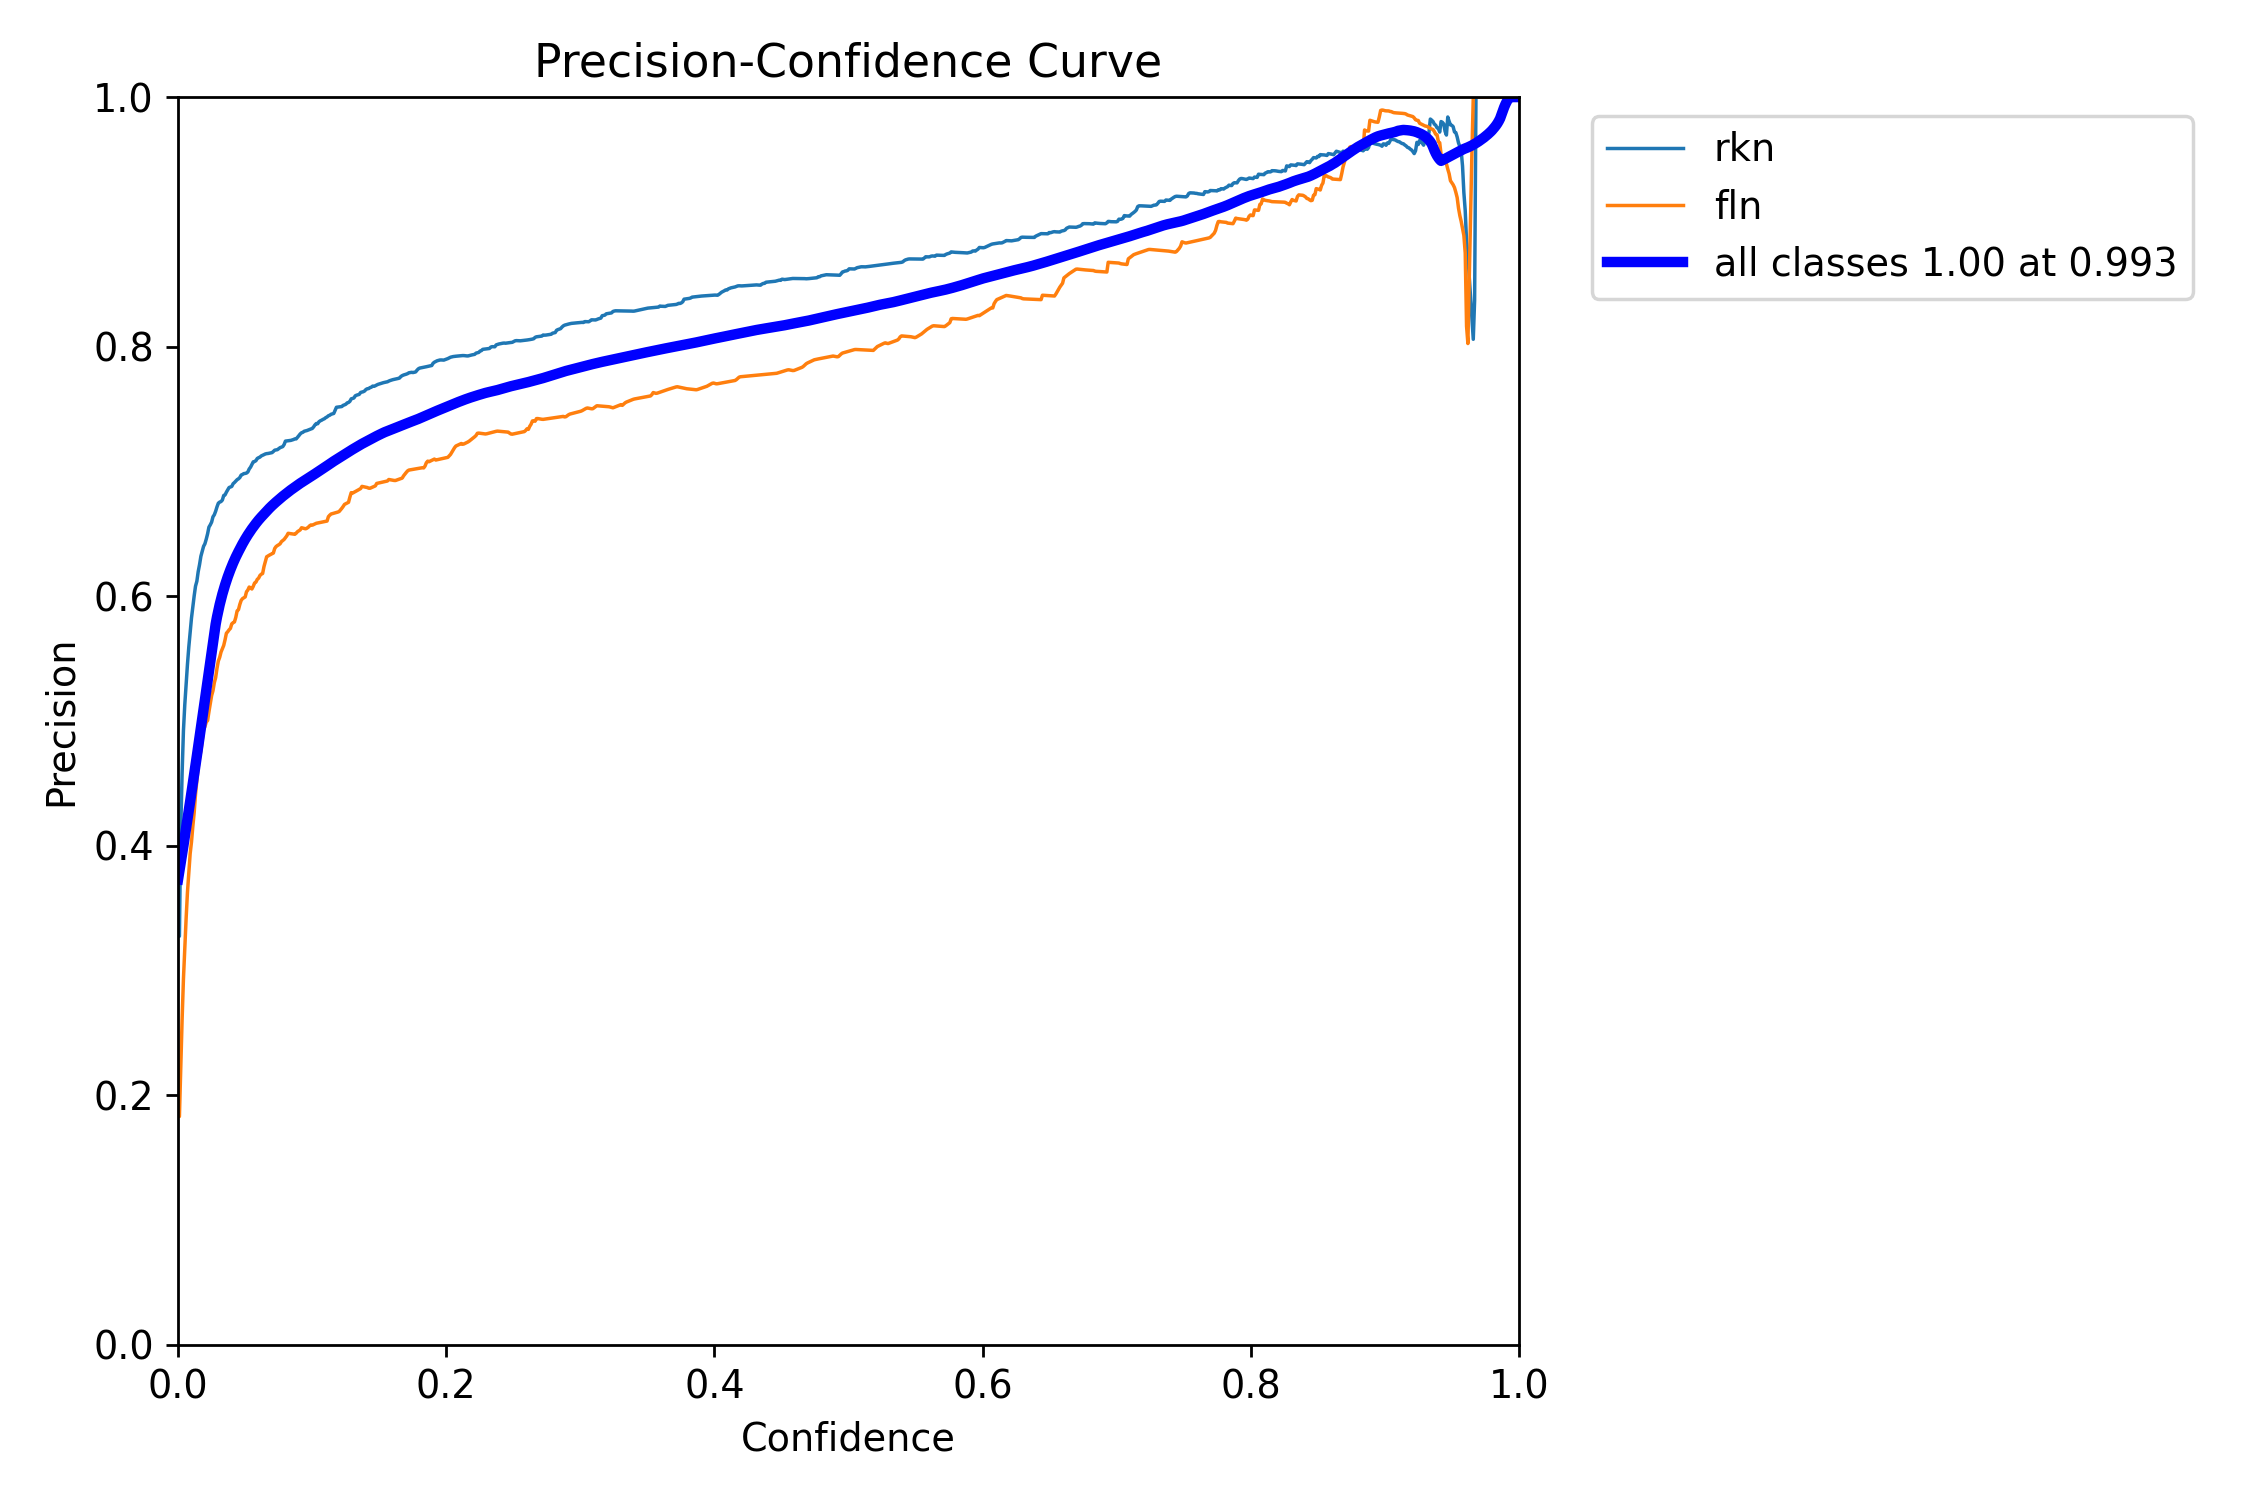 Precision-Confidence Curve
1.0
0.8
0.6
0.4
0.2
0.0
Precision
0.0 0.2 0.4 0.6 0.8 1.0
Confidence
rkn
fln
all classes 1.00 at 0.993